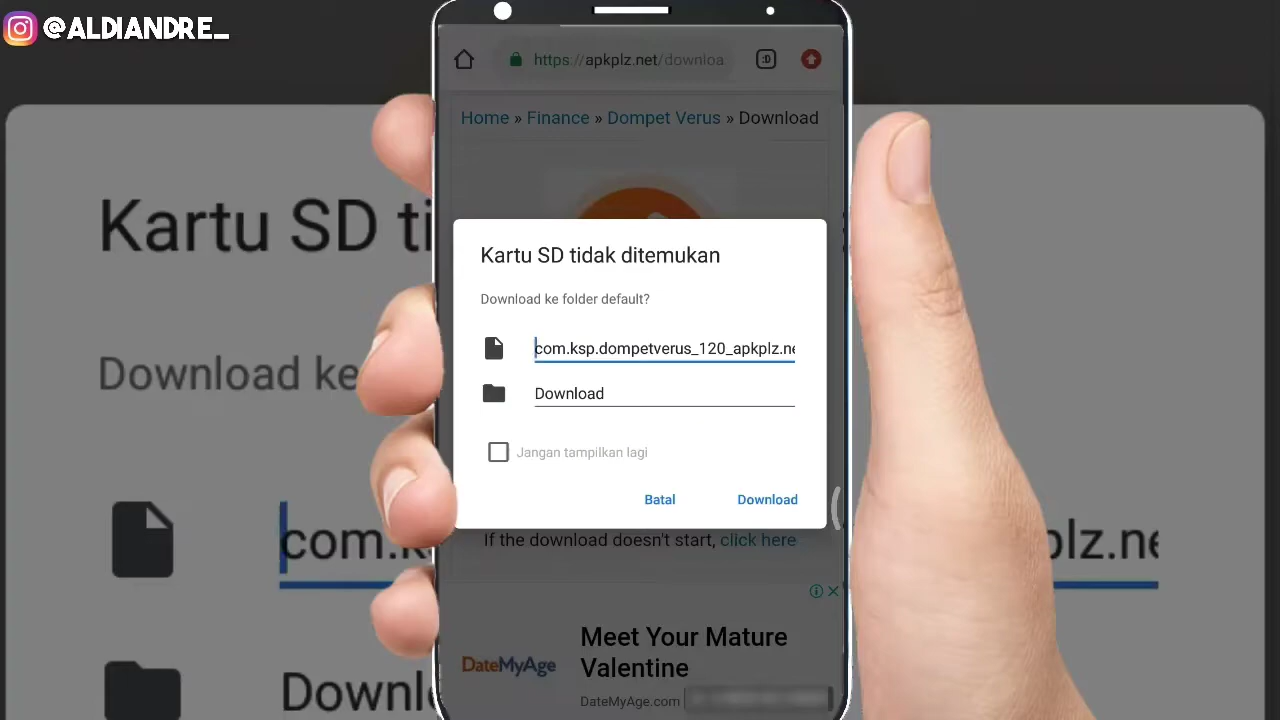 @ALDIANDRE_
https://apkplz.net/downloa
:D
Home » Finance » Dompet Verus » Download
Kartu SD ti
Kartu SD tidak ditemukan
Download ke folder default?
Download ke
com.ksp.dompetverus_120_apkplz.ne
Download
Jangan tampilkan lagi
Batal
Download
com.k
plz.ne
If the download doesn't start, click here
Meet Your Mature
Valentine
DateMyAge
DateMyAge.com
Downl